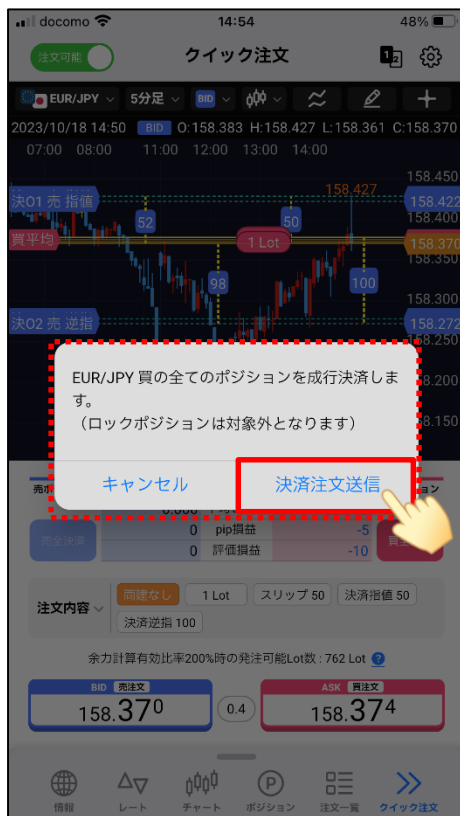 docomo 14:54 48%
注文可能 クイック注文
EUR/JPY 5分足 BID
2023/10/18 14:50 BID O:158.383 H:158.427 L:158.361 C:158.370
07:00 08:00 11:00 12:00 13:00 14:00
158.450
158.427
決01 売 指値 158.422
158.400
52 50
買平均 1 Lot 158.370
158.350
98 100
158.300
決02 売 逆指 158.272
158.250
EUR/JPY 買の全てのポジションを成行決済しま
す。
(ロックポジションは対象外となります)
158.200
158.150
キャンセル 決済注文送信
0 pip損益 -5
売全決済
0 評価損益 -10
注文内容 両建なし 1 Lot スリップ 50 決済指値 50
決済逆指 100
余力計算有効比率200%時の発注可能Lot数 : 762 Lot ?
BID 売注文 ASK 買注文
158.370 0.4 158.374
情報 レート チャート ポジション 注文一覧 クイック注文